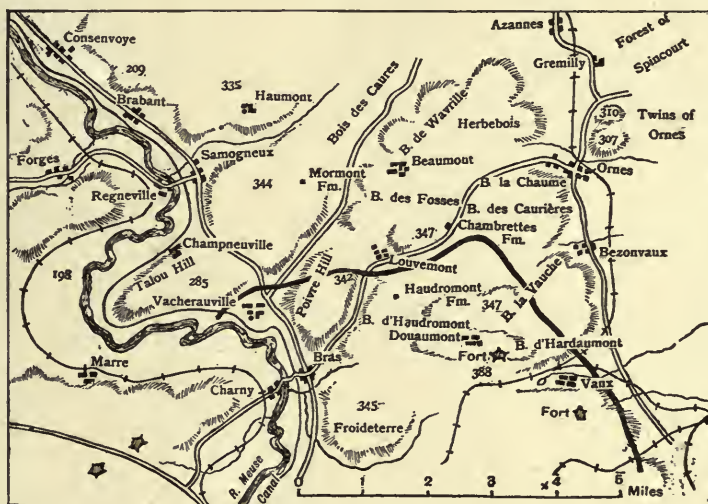 Consenvoye
209
Brabant
335
Haumont
Bois des Caures
B. de Wavrille
Azannes
Gremilly
Forest of
Spincourt
Herbebois
310
307
Twins of
Ornes
Forges
Samogneux
Regneville
344
Mormont
Fm.
Beaumont
B. des Fosses
B. la Chaume
Ornes
B. des Caurières
Chambrettes
Fm.
347
Champneuville
198
Talou Hill
285
Vacherauville
Poivre Hill
342
Louvemont
Bezonvaux
Haudromont
Fm.
347
B. la Vauche
B. d'Haudromont
Douaumont
Fort
388
B. d'Hardaumont
Marre
Bras
Charny
Vaux
Fort
345
Froideterre
R. Meuse
Canal
0 1 2 3 4 5
Miles